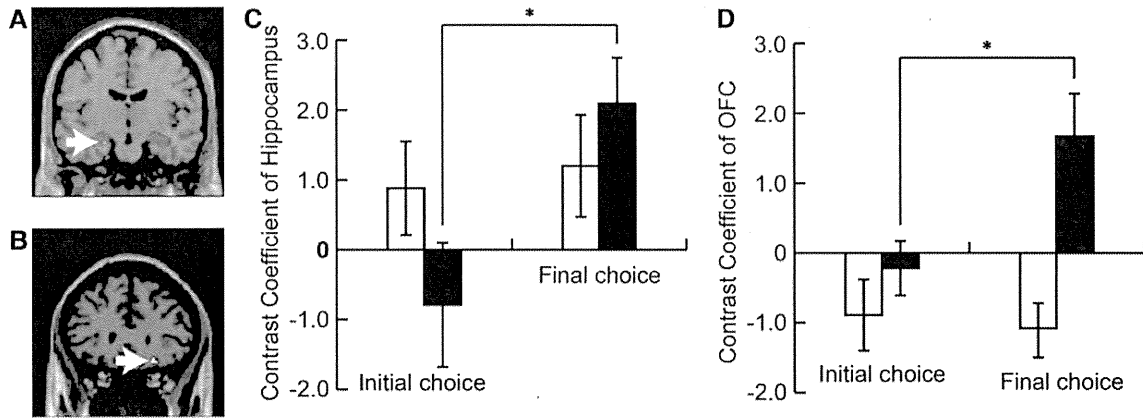 A
B
C
Contrast Coefficient of Hippocampus
3.0
2.0
1.0
0
-1.0
-2.0
*
Initial choice
Final choice
D
Contrast Coefficient of OFC
3.0
2.0
1.0
0
-1.0
-2.0
*
Initial choice
Final choice